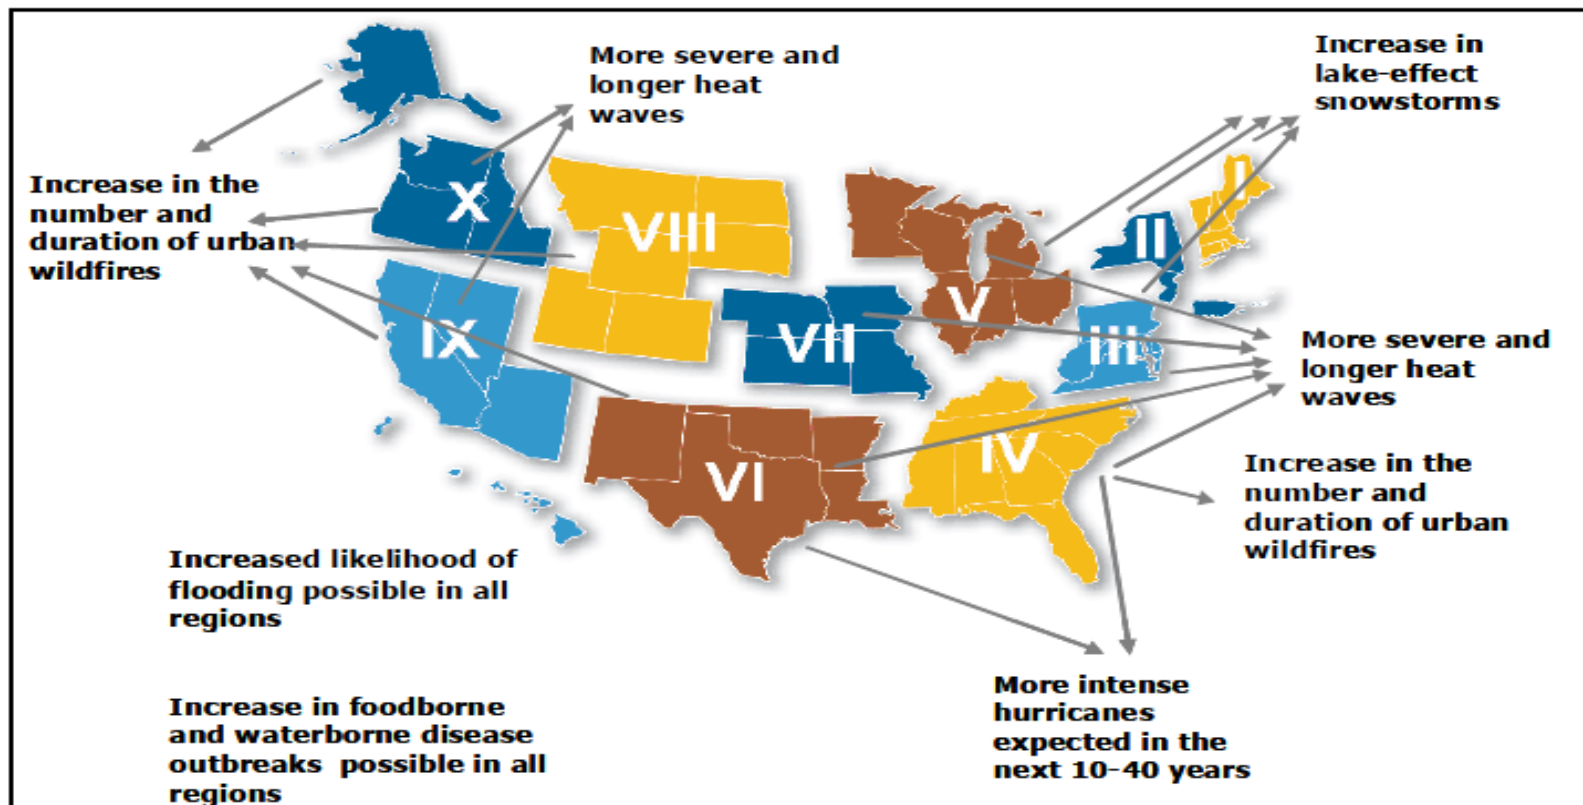 More severe and
longer heat
waves
Increase in
lake-effect
snowstorms
Increase in the
number and
duration of urban
wildfires
X
VIII
I
II
IX
VII
V
III
More severe and
longer heat
waves
VI
IV
Increase in the
number and
duration of urban
wildfires
Increased likelihood of
flooding possible in all
regions
More intense
hurricanes
expected in the
next 10-40 years
Increase in foodborne
and waterborne disease
outbreaks possible in all
regions